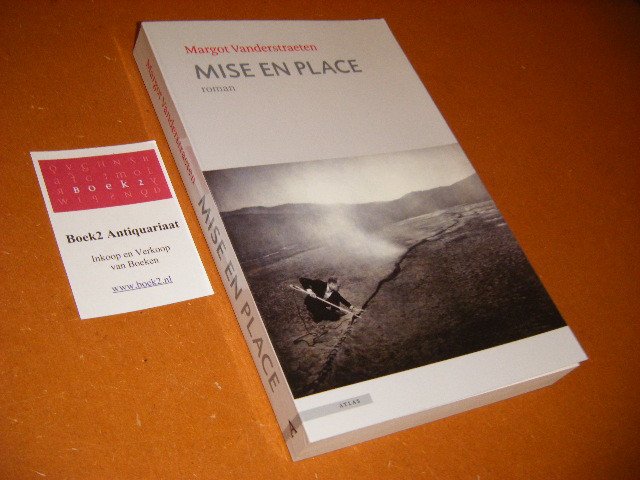 Margot Vanderstraeten
MISE EN PLACE
roman
ATLAS
Margot Vanderstraeten
MISE EN PLACE
A
BOEK2
Boek2 Antiquariaat
Inkoop en Verkoop
van Boeken
www.boek2.nl